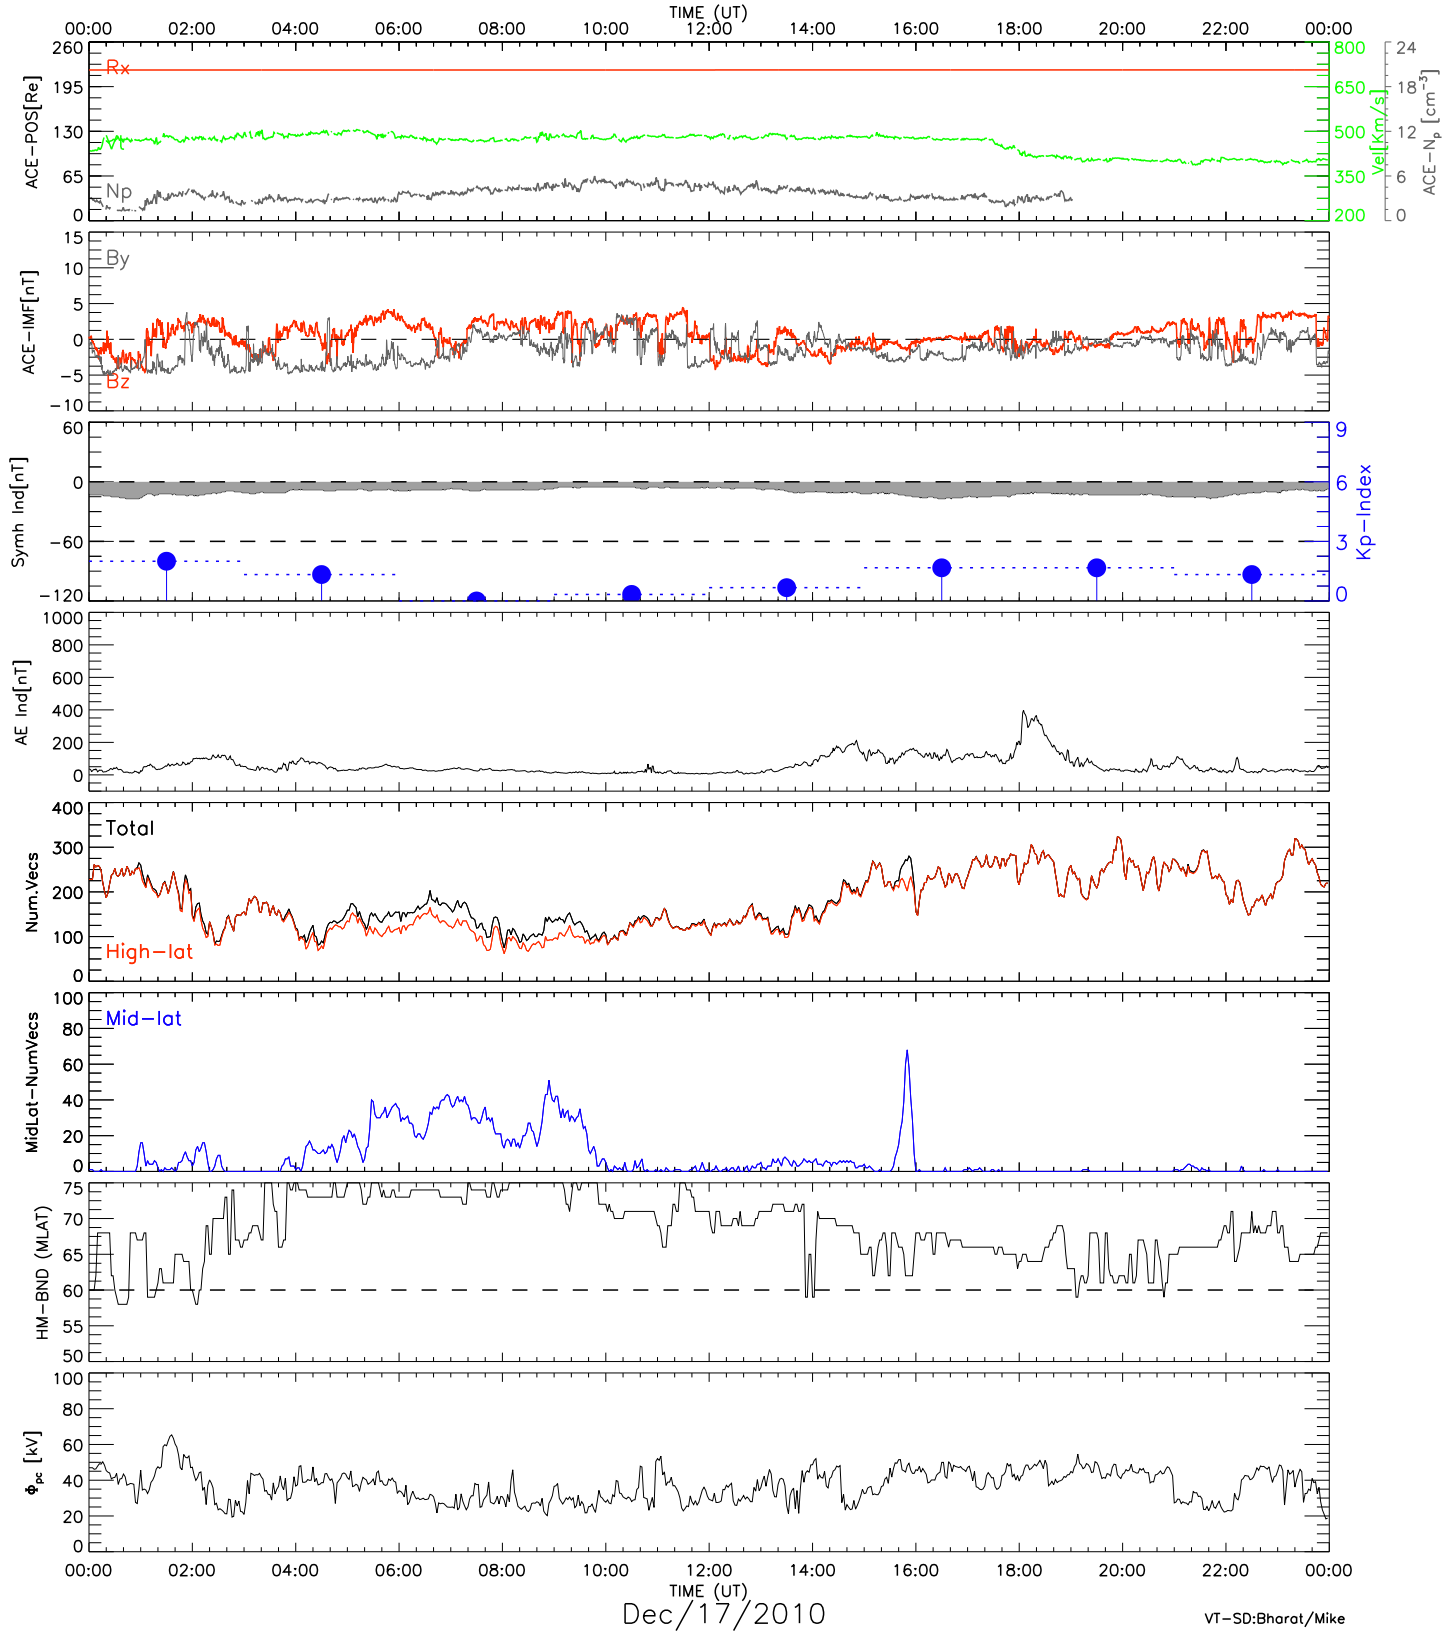 TIME (UT)
00:00 02:00 04:00 06:00 08:00 10:00 12:00 14:00 16:00 18:00 20:00 22:00 00:00
ACE-POS[Re]
260
195
130
65
0
Rx
Np
800
650
500
350
200
Vel[Km/s]
24
18
12
6
0
ACE-Np [cm-3]
ACE-IMF[nT]
15
10
5
0
-5
-10
By
Bz
Symh Ind[nT]
60
0
-60
-120
9
6
3
0
Kp-Index
AE Ind[nT]
1000
800
600
400
200
0
Num.Vecs
400
300
200
100
0
Total
High-lat
MidLat-NumVecs
100
80
60
40
20
0
Mid-lat
HM-BND (MLAT)
75
70
65
60
55
50
Φpc [kV]
100
80
60
40
20
0
00:00 02:00 04:00 06:00 08:00 10:00 12:00 14:00 16:00 18:00 20:00 22:00 00:00
TIME (UT)
Dec/17/2010
VT-SD:Bharat/Mike